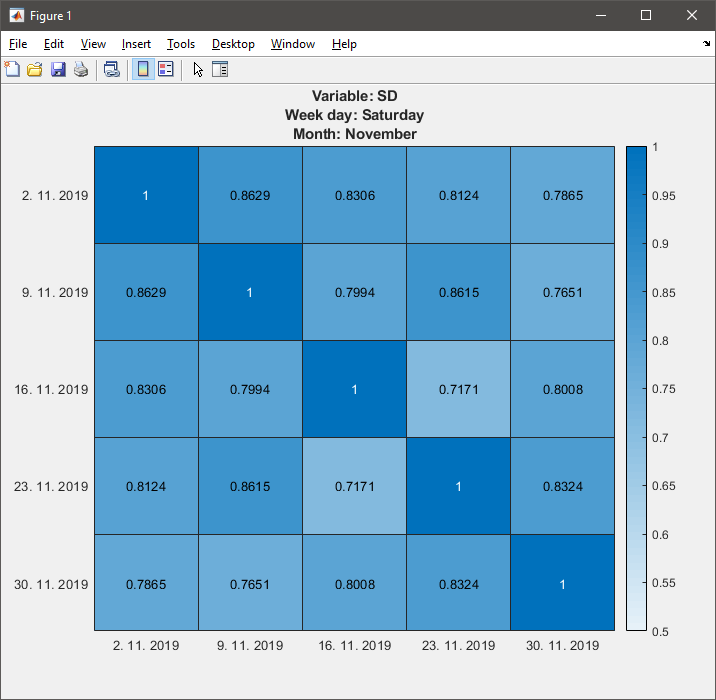 Figure 1
File Edit View Insert Tools Desktop Window Help
Variable: SD
Week day: Saturday
Month: November
2. 11. 2019 1 0.8629 0.8306 0.8124 0.7865
9. 11. 2019 0.8629 1 0.7994 0.8615 0.7651
16. 11. 2019 0.8306 0.7994 1 0.7171 0.8008
23. 11. 2019 0.8124 0.8615 0.7171 1 0.8324
30. 11. 2019 0.7865 0.7651 0.8008 0.8324 1
2. 11. 2019 9. 11. 2019 16. 11. 2019 23. 11. 2019 30. 11. 2019
1
0.95
0.9
0.85
0.8
0.75
0.7
0.65
0.6
0.55
0.5